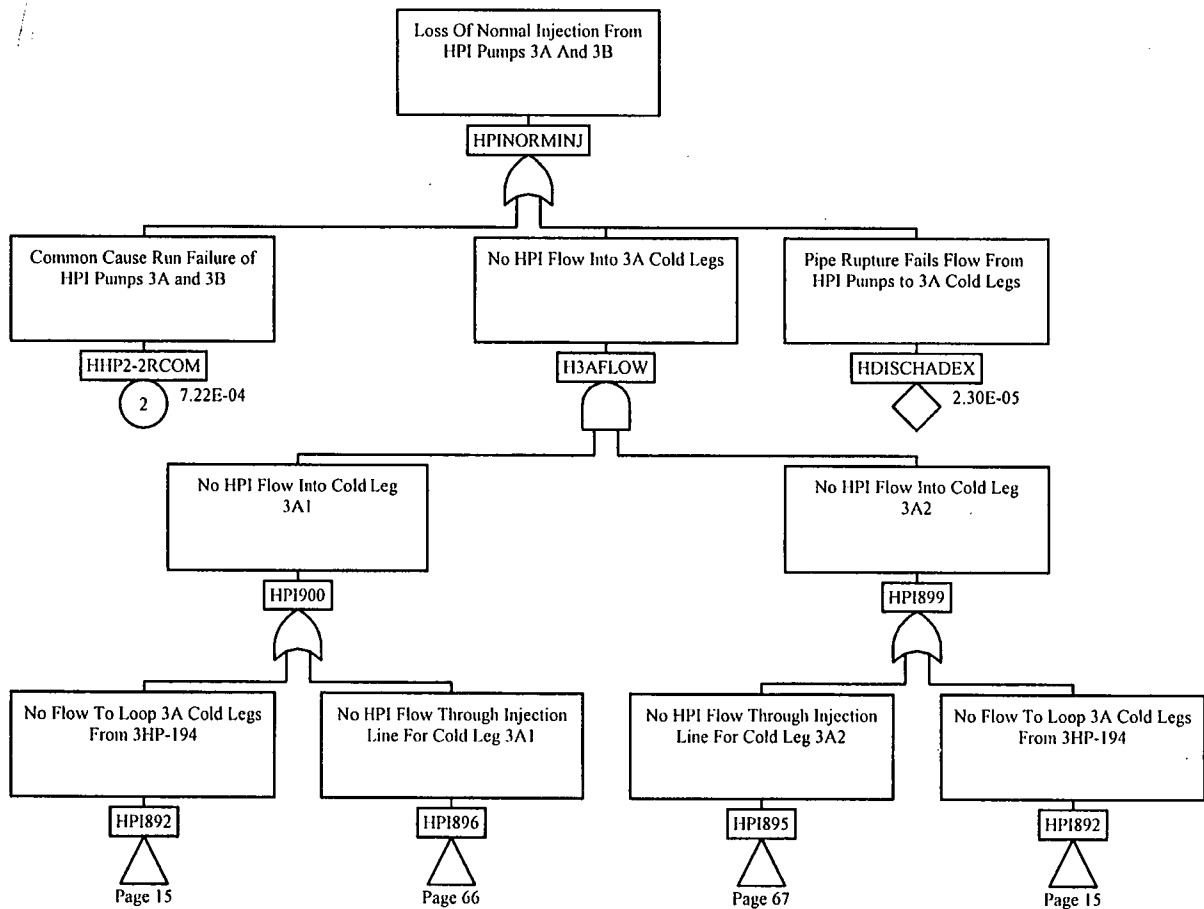 Loss Of Normal Injection From
HPI Pumps 3A And 3B
HPINORMINJ
Common Cause Run Failure of
HPI Pumps 3A and 3B
HHP2-2RCOM
2
7.22E-04
No HPI Flow Into 3A Cold Legs
H3AFLOW
Pipe Rupture Fails Flow From
HPI Pumps to 3A Cold Legs
HDISCHADEX
2.30E-05
No HPI Flow Into Cold Leg
3A1
HPI900
No HPI Flow Into Cold Leg
3A2
HPI899
No Flow To Loop 3A Cold Legs
From 3HP-194
HPI892
Page 15
No HPI Flow Through Injection
Line For Cold Leg 3A1
HPI896
Page 66
No HPI Flow Through Injection
Line For Cold Leg 3A2
HPI895
Page 67
No Flow To Loop 3A Cold Legs
From 3HP-194
HPI892
Page 15